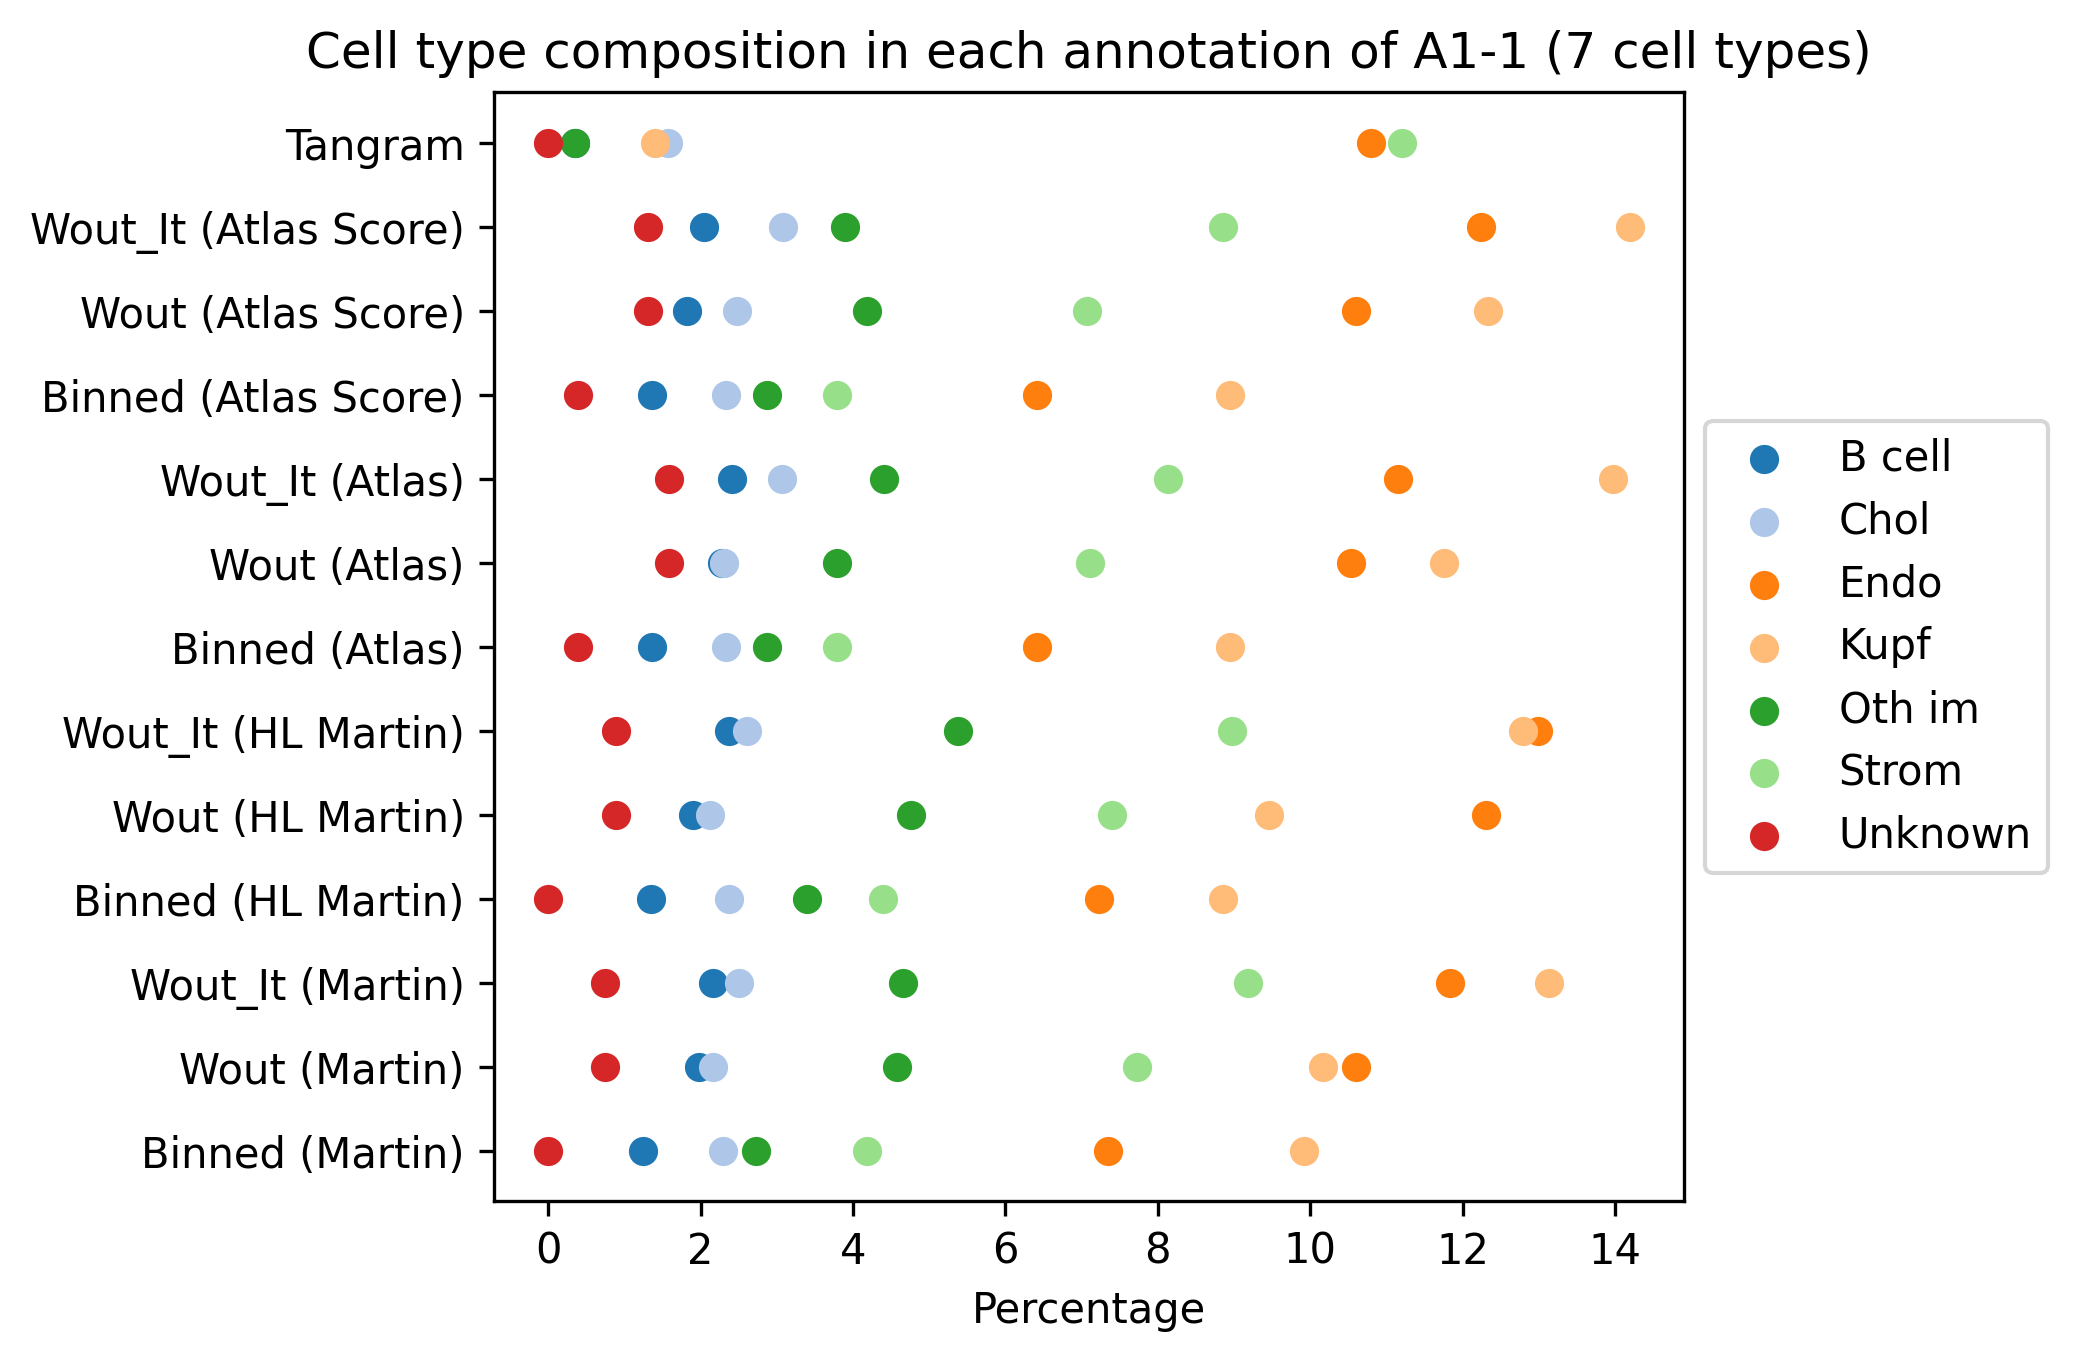 Cell type composition in each annotation of A1-1 (7 cell types)
Tangram
Wout_It (Atlas Score)
Wout (Atlas Score)
Binned (Atlas Score)
Wout_It (Atlas)
Wout (Atlas)
Binned (Atlas)
Wout_It (HL Martin)
Wout (HL Martin)
Binned (HL Martin)
Wout_It (Martin)
Wout (Martin)
Binned (Martin)
0 2 4 6 8 10 12 14
Percentage
B cell
Chol
Endo
Kupf
Oth im
Strom
Unknown